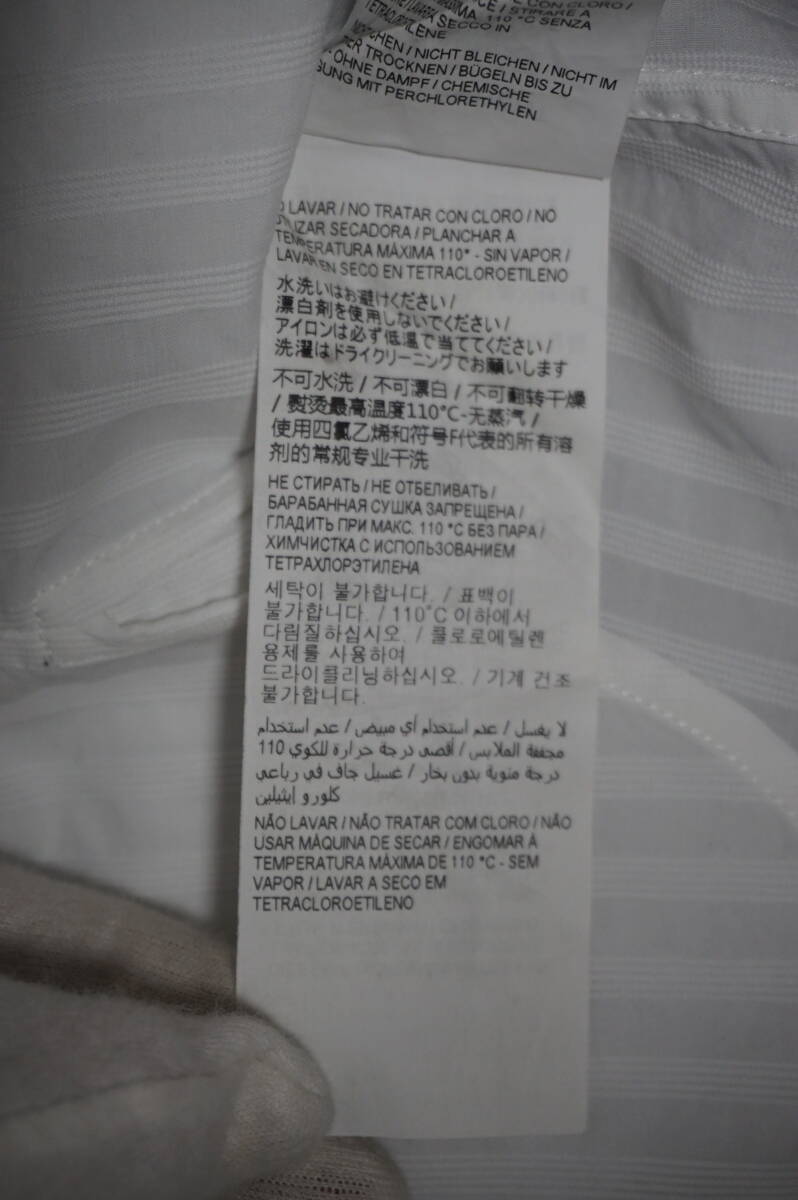 E CON CLORO /
CE / STIRARE A
SIMA 110 °C SENZA
SECCO IN
TETRACLOROETILENE
/ NICHT BLEICHEN / NICHT IM
TROCKNEN / BÜGELN BIS ZU
OHNE DAMPF / CHEMISCHE
MIT PERCHLORETHYLEN
LAVAR / NO TRATAR CON CLORO / NO
UTILIZAR SECADORA / PLANCHAR A
TEMPERATURA MÁXIMA 110° - SIN VAPOR /
LAVAR EN SECO EN TETRACLOROETILENO
水洗いはお避けください /
漂白剤を使用しないでください /
アイロンは必ず低温で当ててください /
洗濯はドライクリーニングでお願いします
不可水洗 / 不可漂白 / 不可翻转干燥
/ 熨烫最高温度110°C-无蒸汽 /
使用四氯乙烯和符号F代表的所有溶
剂的常规专业干洗
НЕ СТИРАТЬ / НЕ ОТБЕЛИВАТЬ /
БАРАБАННАЯ СУШКА ЗАПРЕЩЕНА /
ГЛАДИТЬ ПРИ МАКС. 110 °C БЕЗ ПАРА /
ХИМЧИСТКА С ИСПОЛЬЗОВАНИЕМ
ТЕТРАХЛОРЭТИЛЕНА
세탁이 불가합니다. / 표백이
불가합니다. / 110°C 이하에서
다림질하십시오. / 클로로에틸렌
용제를 사용하여
드라이클리닝하십시오. / 기계 건조
불가합니다.
لا يغسل / عدم استخدام أي مبيض / عدم استخدام
مجففة الملابس / أقصى درجة حرارة للكوي 110
درجة مئوية بدون بخار / غسيل جاف في رباعي
كلورو إيثيلين
NÃO LAVAR / NÃO TRATAR COM CLORO / NÃO
USAR MÁQUINA DE SECAR / ENGOMAR À
TEMPERATURA MÁXIMA DE 110 °C - SEM
VAPOR / LAVAR A SECO EM
TETRACLOROETILENO